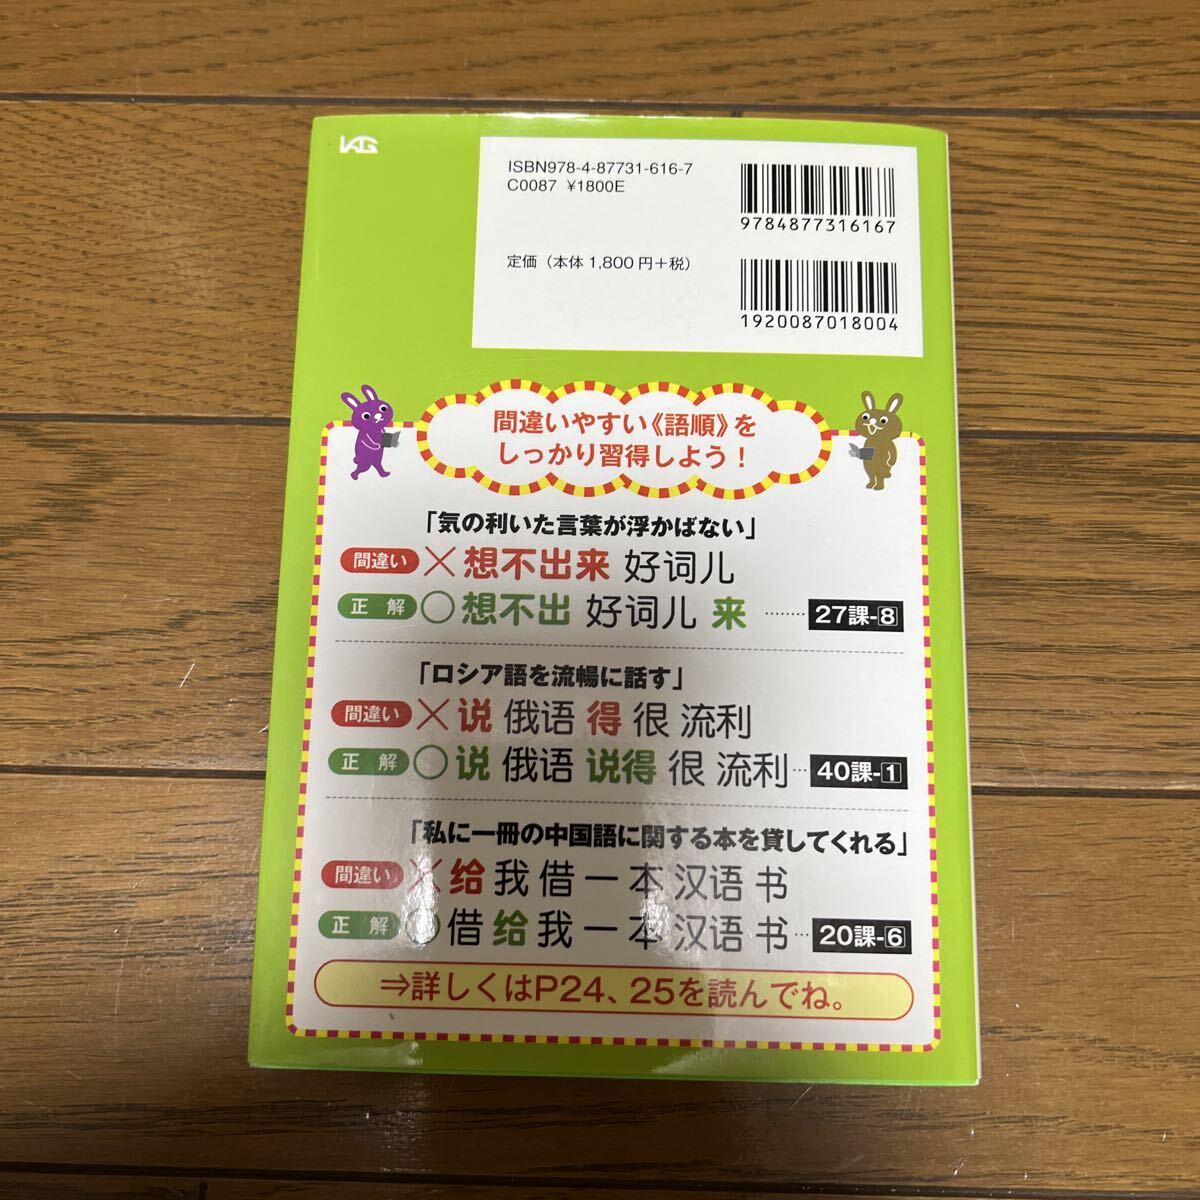 KG
ISBN978-4-87731-616-7
C0087 ¥1800E
定価（本体1,800円＋税）
9784877316167
1920087018004
間違いやすい《語順》を
しっかり習得しよう！
「気の利いた言葉が浮かばない」
間違い ×想不出来 好词儿
正解 ○想不出 好词儿 来 ……… 27課-8
「ロシア語を流暢に話す」
間違い ×说 俄语 得 很 流利
正解 ○说 俄语 说得 很 流利… 40課-1
「私に一冊の中国語に関する本を貸してくれる」
間違い ×给 我 借 一 本 汉语 书
正解 ○借 给 我 一 本 汉语 书… 20課-6
⇒詳しくはP24、25を読んでね。